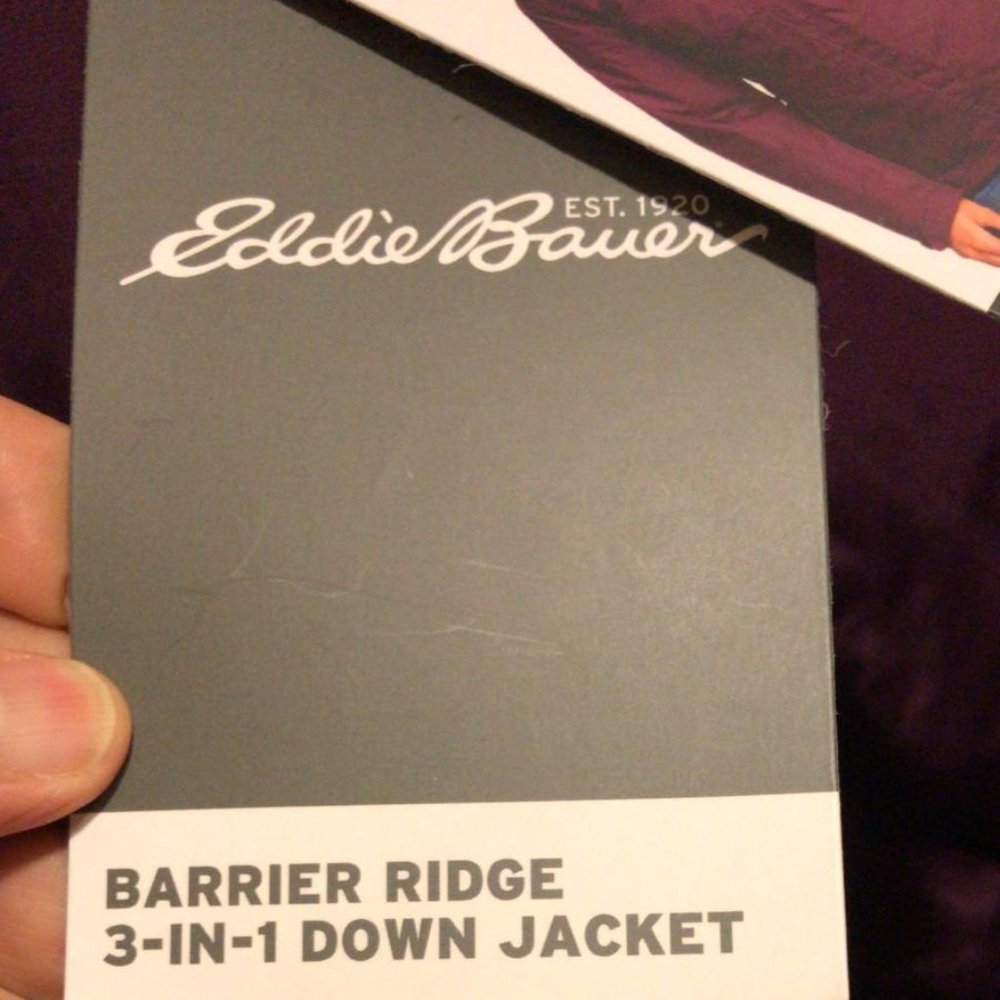 EST. 1920
Eddie Bauer
BARRIER RIDGE
3-IN-1 DOWN JACKET